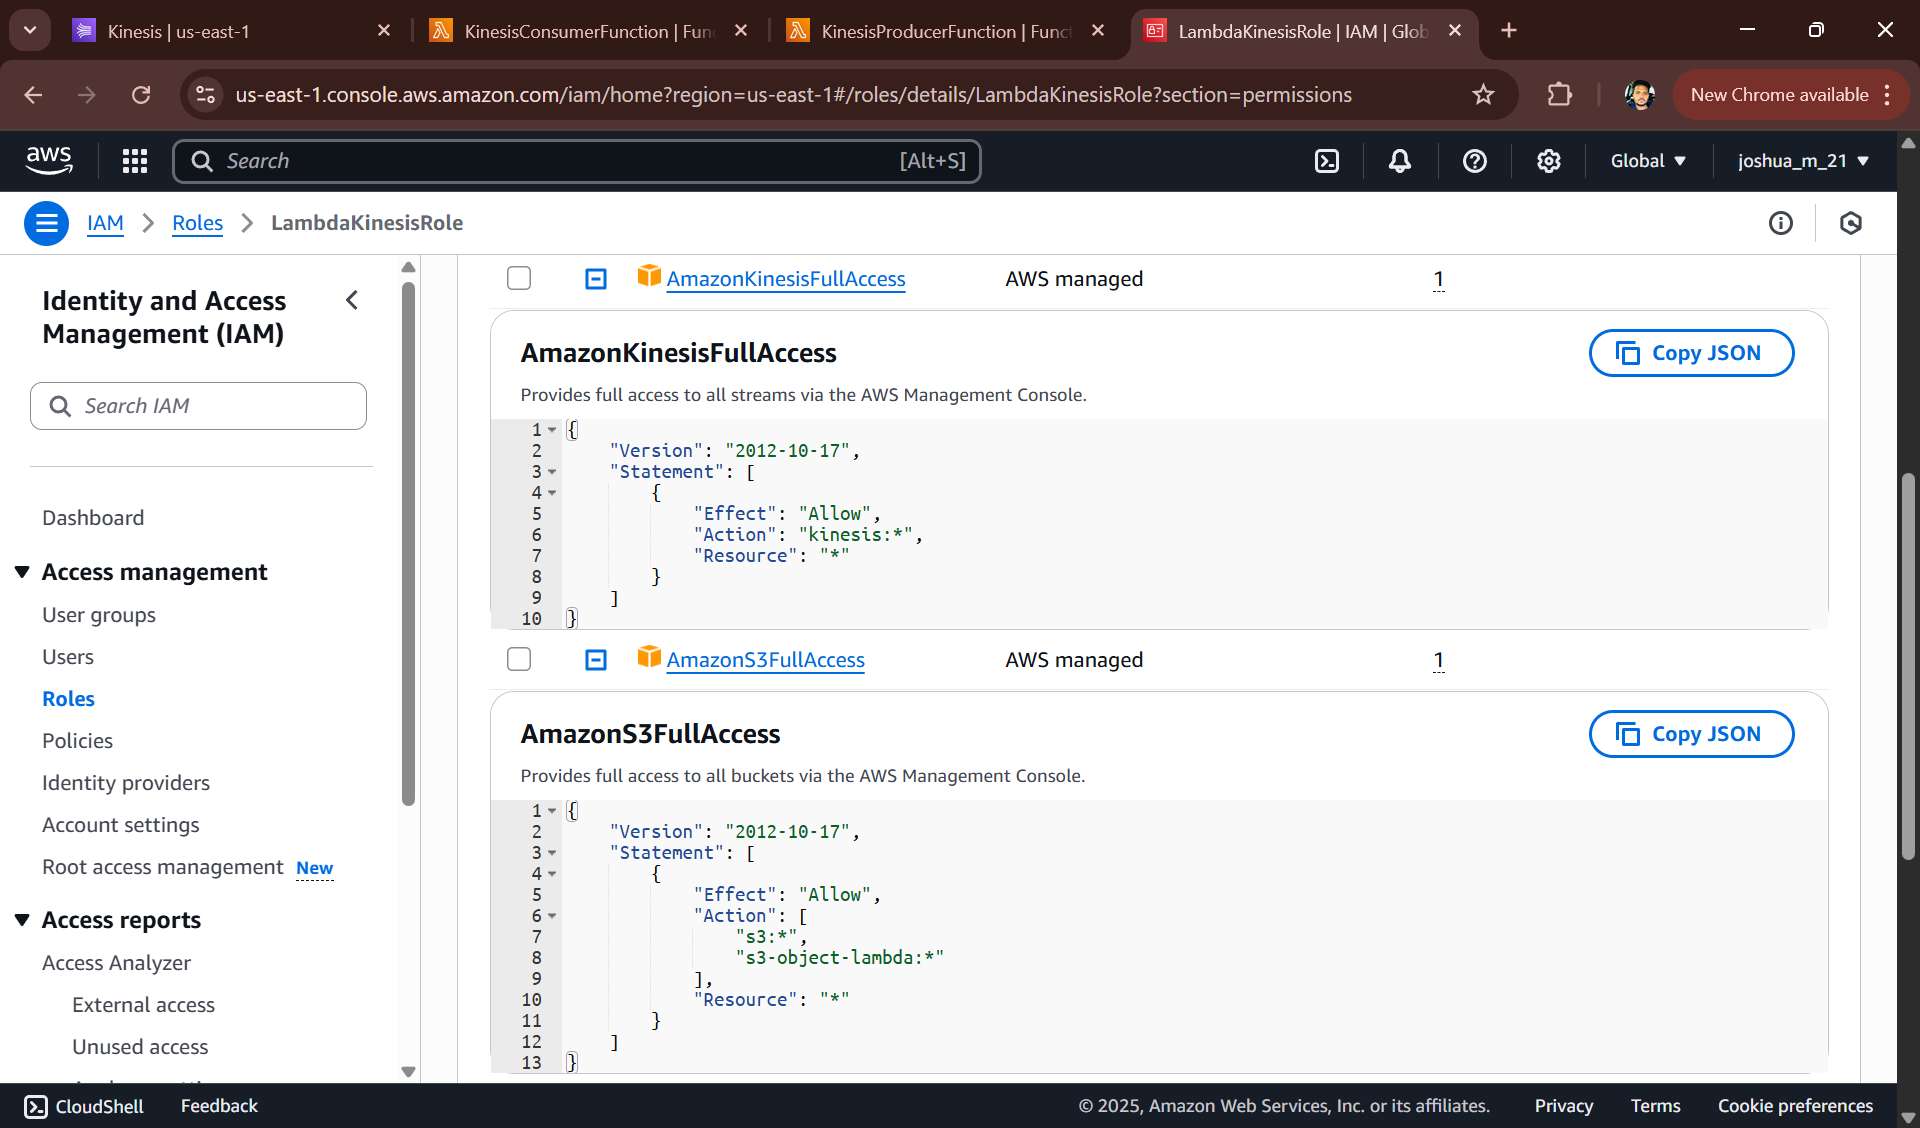 Kinesis | us-east-1
KinesisConsumerFunction | Fun
KinesisProducerFunction | Funct
LambdaKinesisRole | IAM | Glob
us-east-1.console.aws.amazon.com/iam/home?region=us-east-1#/roles/details/LambdaKinesisRole?section=permissions
New Chrome available
aws
Search
[Alt+S]
Global
joshua_m_21
IAM
Roles
LambdaKinesisRole
Identity and Access
Management (IAM)
Search IAM
Dashboard
Access management
User groups
Users
Roles
Policies
Identity providers
Account settings
Root access management New
Access reports
Access Analyzer
External access
Unused access
AmazonKinesisFullAccess AWS managed 1
AmazonKinesisFullAccess
Copy JSON
Provides full access to all streams via the AWS Management Console.
1 {
2 "Version": "2012-10-17",
3 "Statement": [
4 {
5 "Effect": "Allow",
6 "Action": "kinesis:*",
7 "Resource": "*"
8 }
9 ]
10 }
AmazonS3FullAccess AWS managed 1
AmazonS3FullAccess
Copy JSON
Provides full access to all buckets via the AWS Management Console.
1 {
2 "Version": "2012-10-17",
3 "Statement": [
4 {
5 "Effect": "Allow",
6 "Action": [
7 "s3:*",
8 "s3-object-lambda:*"
9 ],
10 "Resource": "*"
11 }
12 ]
13 }
CloudShell
Feedback
© 2025, Amazon Web Services, Inc. or its affiliates.
Privacy
Terms
Cookie preferences